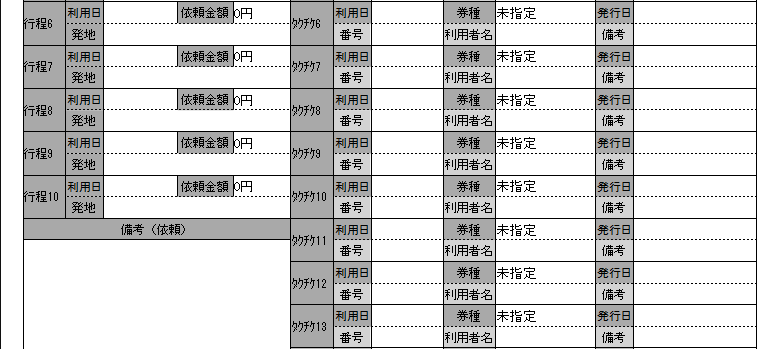 行程6 利用日 依頼金額 0円 ﾀｸﾁｹ6 利用日 券種 未指定 発行日
発地 番号 利用者名 備考
行程7 利用日 依頼金額 0円 ﾀｸﾁｹ7 利用日 券種 未指定 発行日
発地 番号 利用者名 備考
行程8 利用日 依頼金額 0円 ﾀｸﾁｹ8 利用日 券種 未指定 発行日
発地 番号 利用者名 備考
行程9 利用日 依頼金額 0円 ﾀｸﾁｹ9 利用日 券種 未指定 発行日
発地 番号 利用者名 備考
行程10 利用日 依頼金額 0円 ﾀｸﾁｹ10 利用日 券種 未指定 発行日
発地 番号 利用者名 備考
備考（依頼） ﾀｸﾁｹ11 利用日 券種 未指定 発行日
番号 利用者名 備考
ﾀｸﾁｹ12 利用日 券種 未指定 発行日
番号 利用者名 備考
ﾀｸﾁｹ13 利用日 券種 未指定 発行日
番号 利用者名 備考